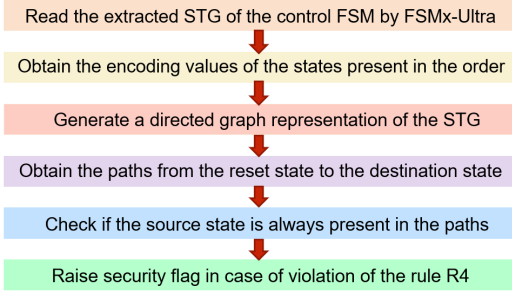 Read the extracted STG of the control FSM by FSMx-Ultra
Obtain the encoding values of the states present in the order
Generate a directed graph representation of the STG
Obtain the paths from the reset state to the destination state
Check if the source state is always present in the paths
Raise security flag in case of violation of the rule R4